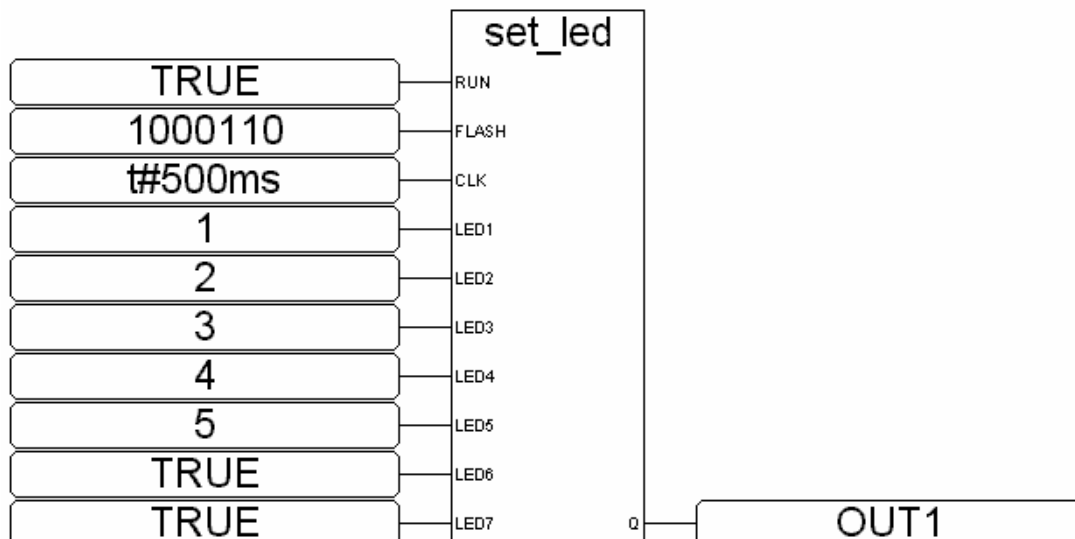 set_led
TRUE RUN
1000110 FLASH
t#500ms CLK
1 LED1
2 LED2
3 LED3
4 LED4
5 LED5
TRUE LED6
TRUE LED7 Q OUT1